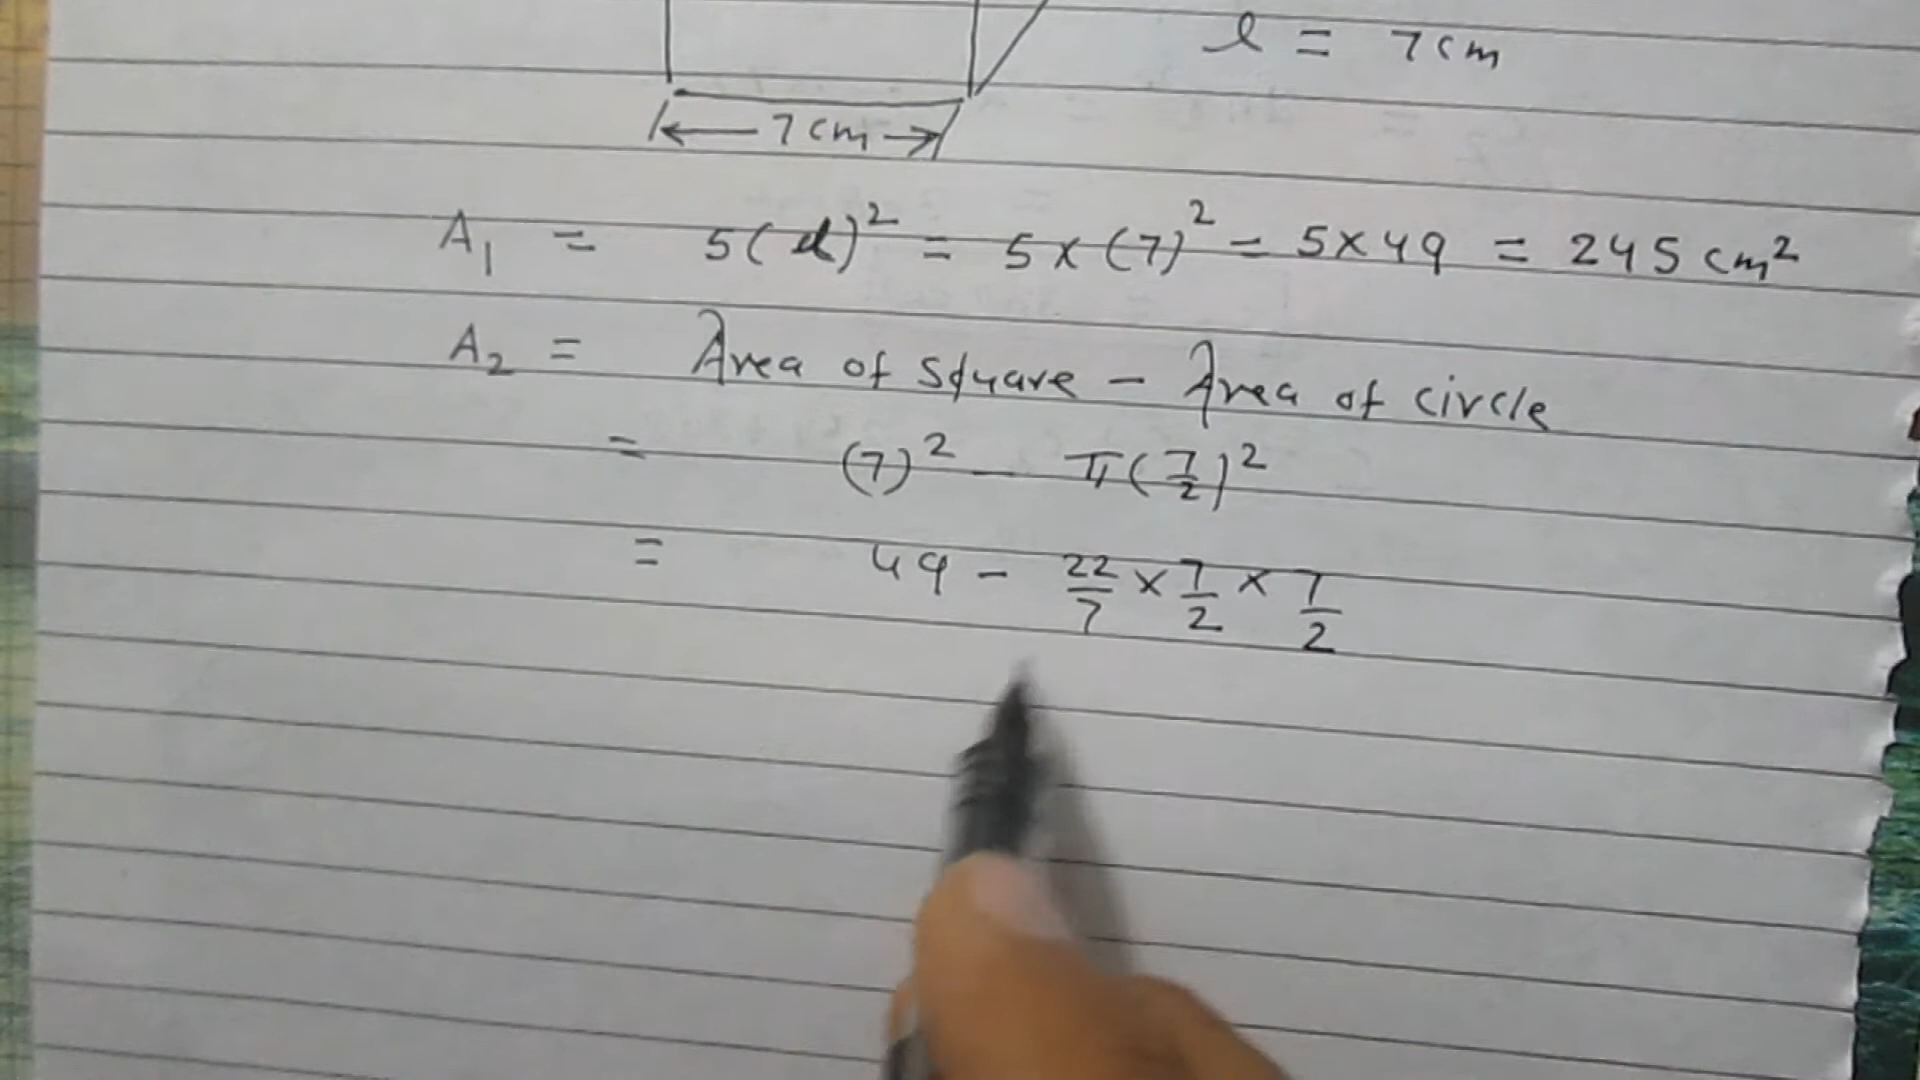 l = 7cm
7cm
A₁ = 5(l)² = 5×(7)² = 5×49 = 245 cm²
A₂ = Area of square - Area of circle
= (7)² - π(7/2)²
= 49 - 22/7 × 7/2 × 7/2